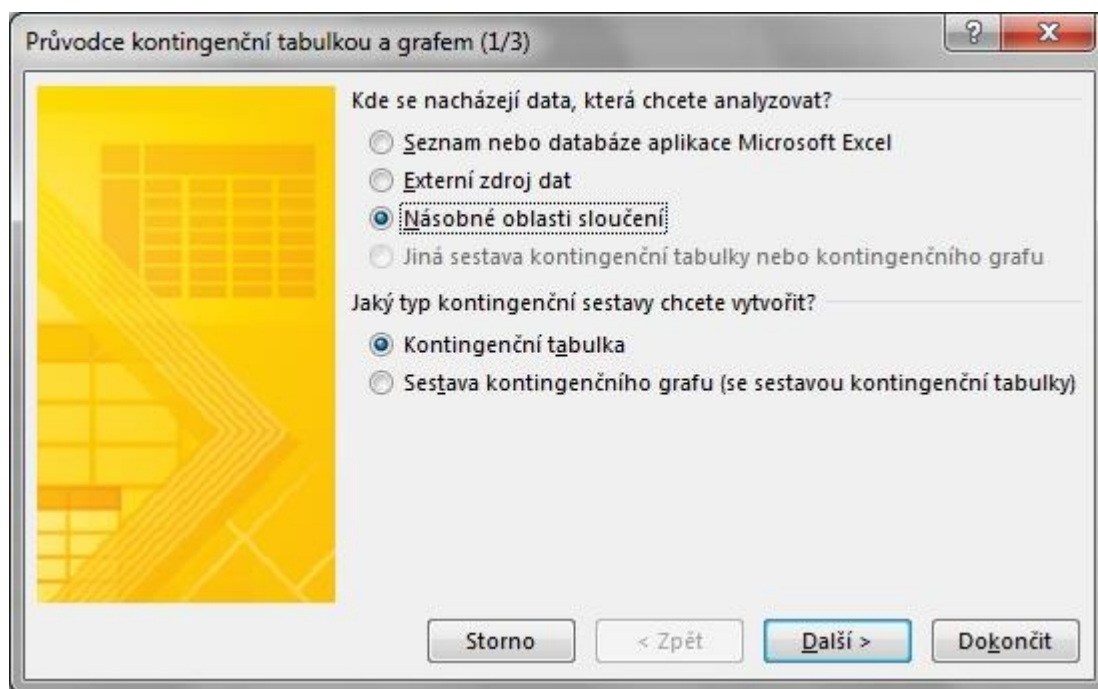 Průvodce kontingenční tabulkou a grafem (1/3)
Kde se nacházejí data, která chcete analyzovat?
Seznam nebo databáze aplikace Microsoft Excel
Externí zdroj dat
Násobné oblasti sloučení
Jiná sestava kontingenční tabulky nebo kontingenčního grafu
Jaký typ kontingenční sestavy chcete vytvořit?
Kontingenční tabulka
Sestava kontingenčního grafu (se sestavou kontingenční tabulky)
Storno < Zpět Další > Dokončit